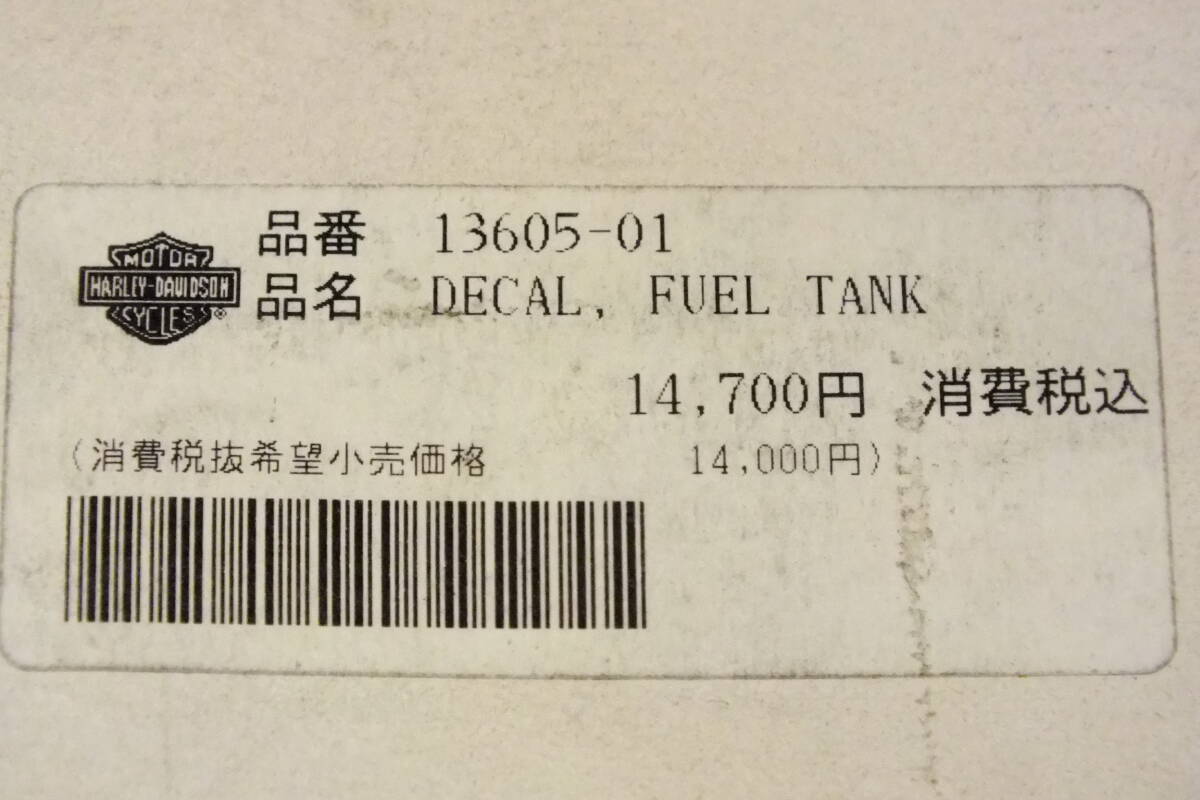 MOTOR
HARLEY-DAVIDSON
CYCLES®
品番 13605-01
品名 DECAL, FUEL TANK
14,700円 消費税込
(消費税抜希望小売価格 14,000円)